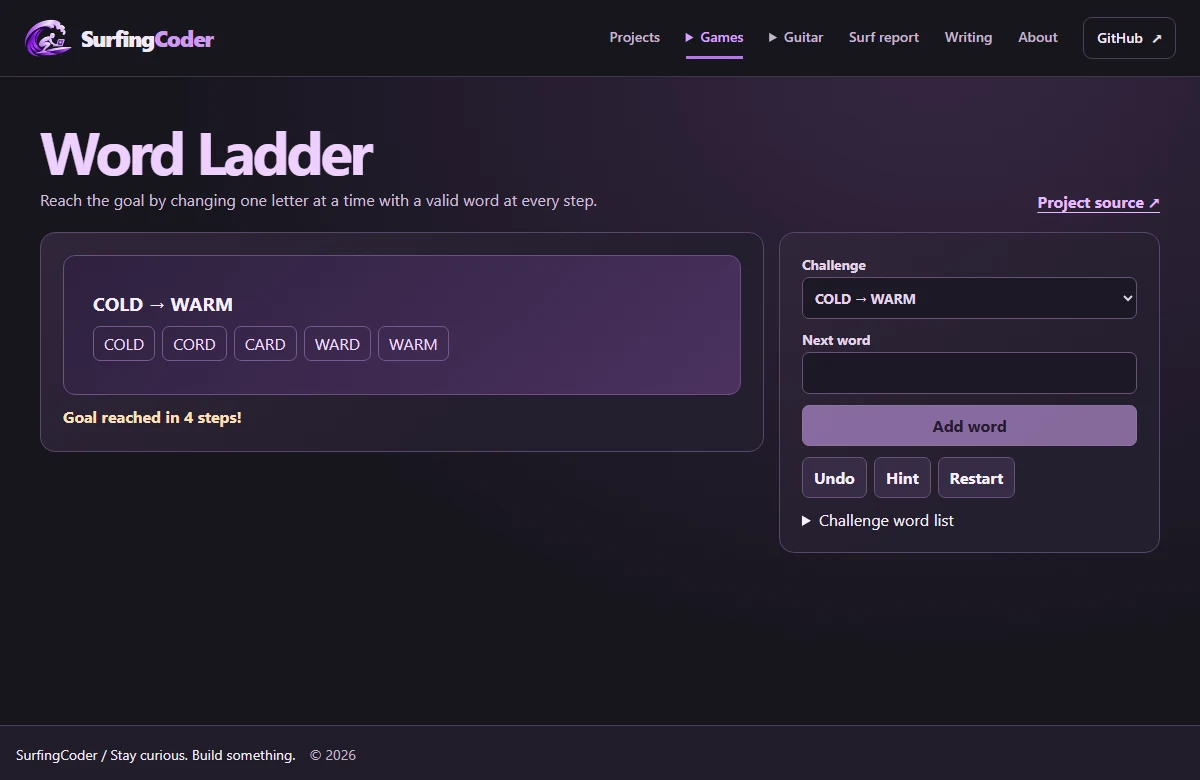 SurfingCoder Projects ▶ Games ▶ Guitar Surf report Writing About GitHub ↗
Word Ladder
Reach the goal by changing one letter at a time with a valid word at every step.
Project source ↗
COLD → WARM
COLD CORD CARD WARD WARM
Goal reached in 4 steps!
Challenge
COLD → WARM
Next word
Add word
Undo Hint Restart
▶ Challenge word list
SurfingCoder / Stay curious. Build something. © 2026